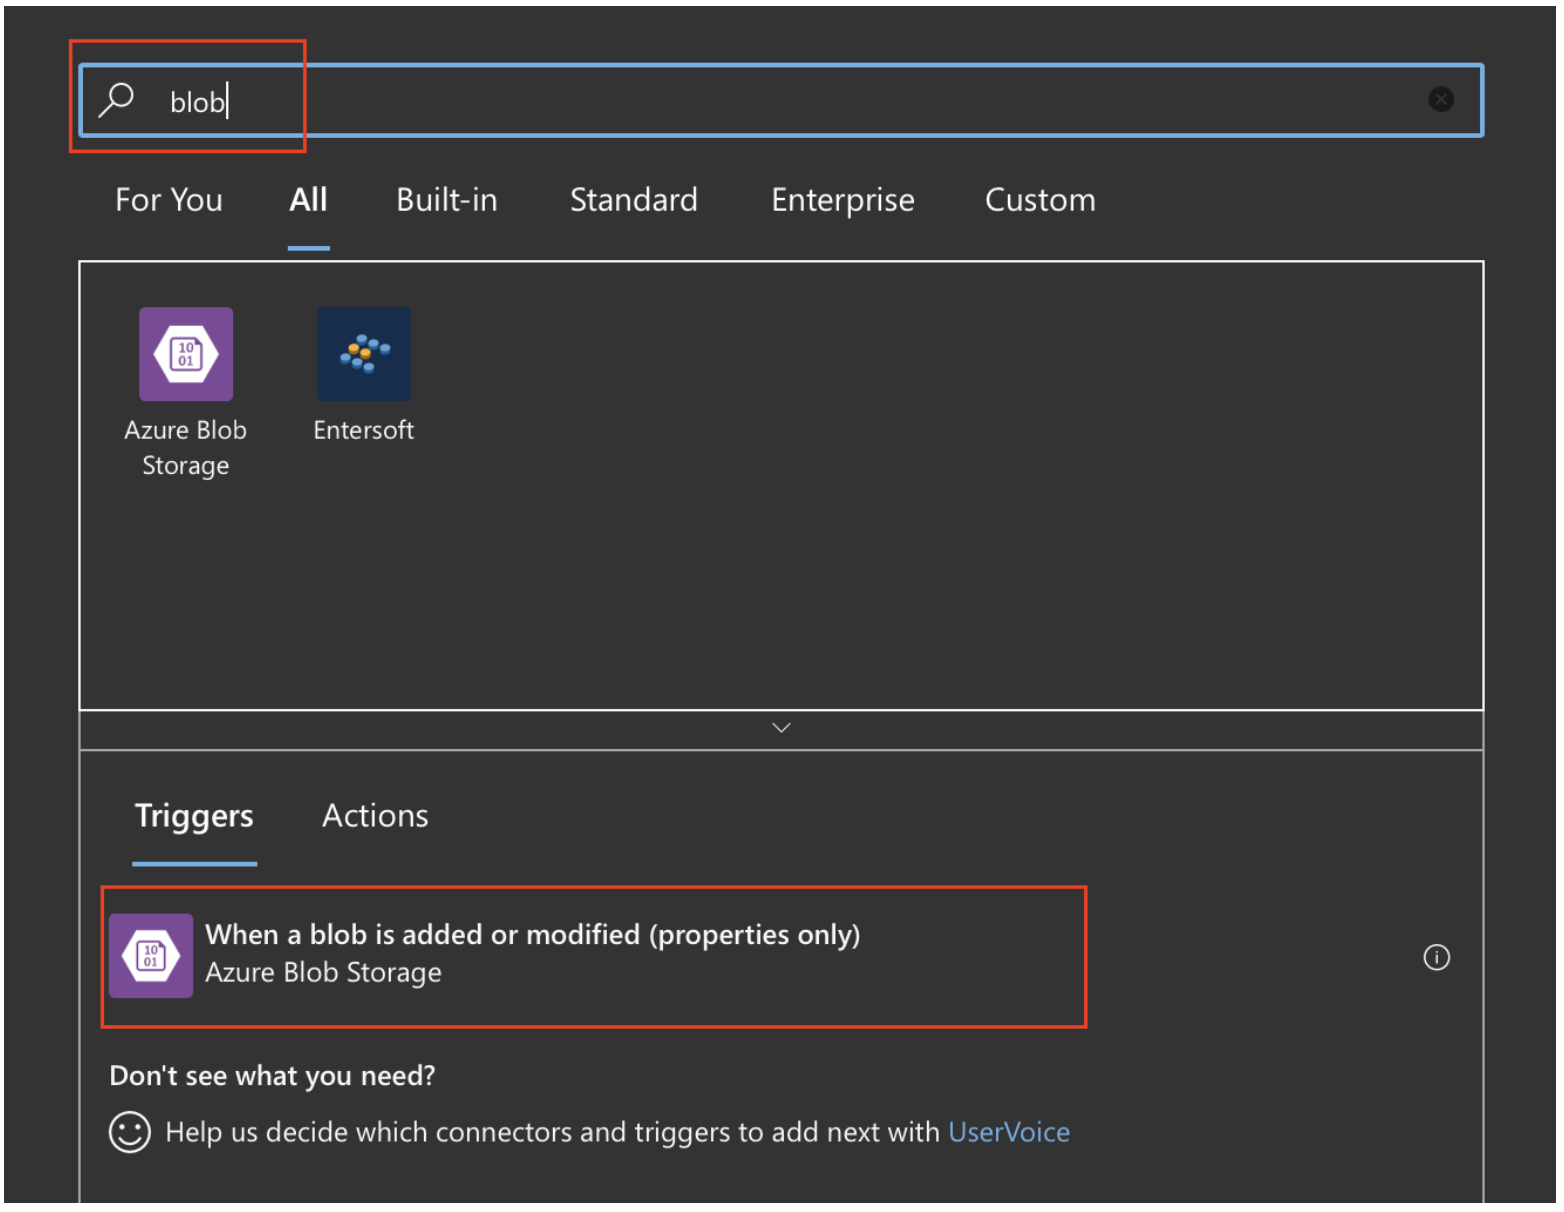 blob
For You All Built-in Standard Enterprise Custom
10
01
Azure Blob
Storage
Entersoft
Triggers Actions
10
01
When a blob is added or modified (properties only)
Azure Blob Storage
Don't see what you need?
Help us decide which connectors and triggers to add next with UserVoice